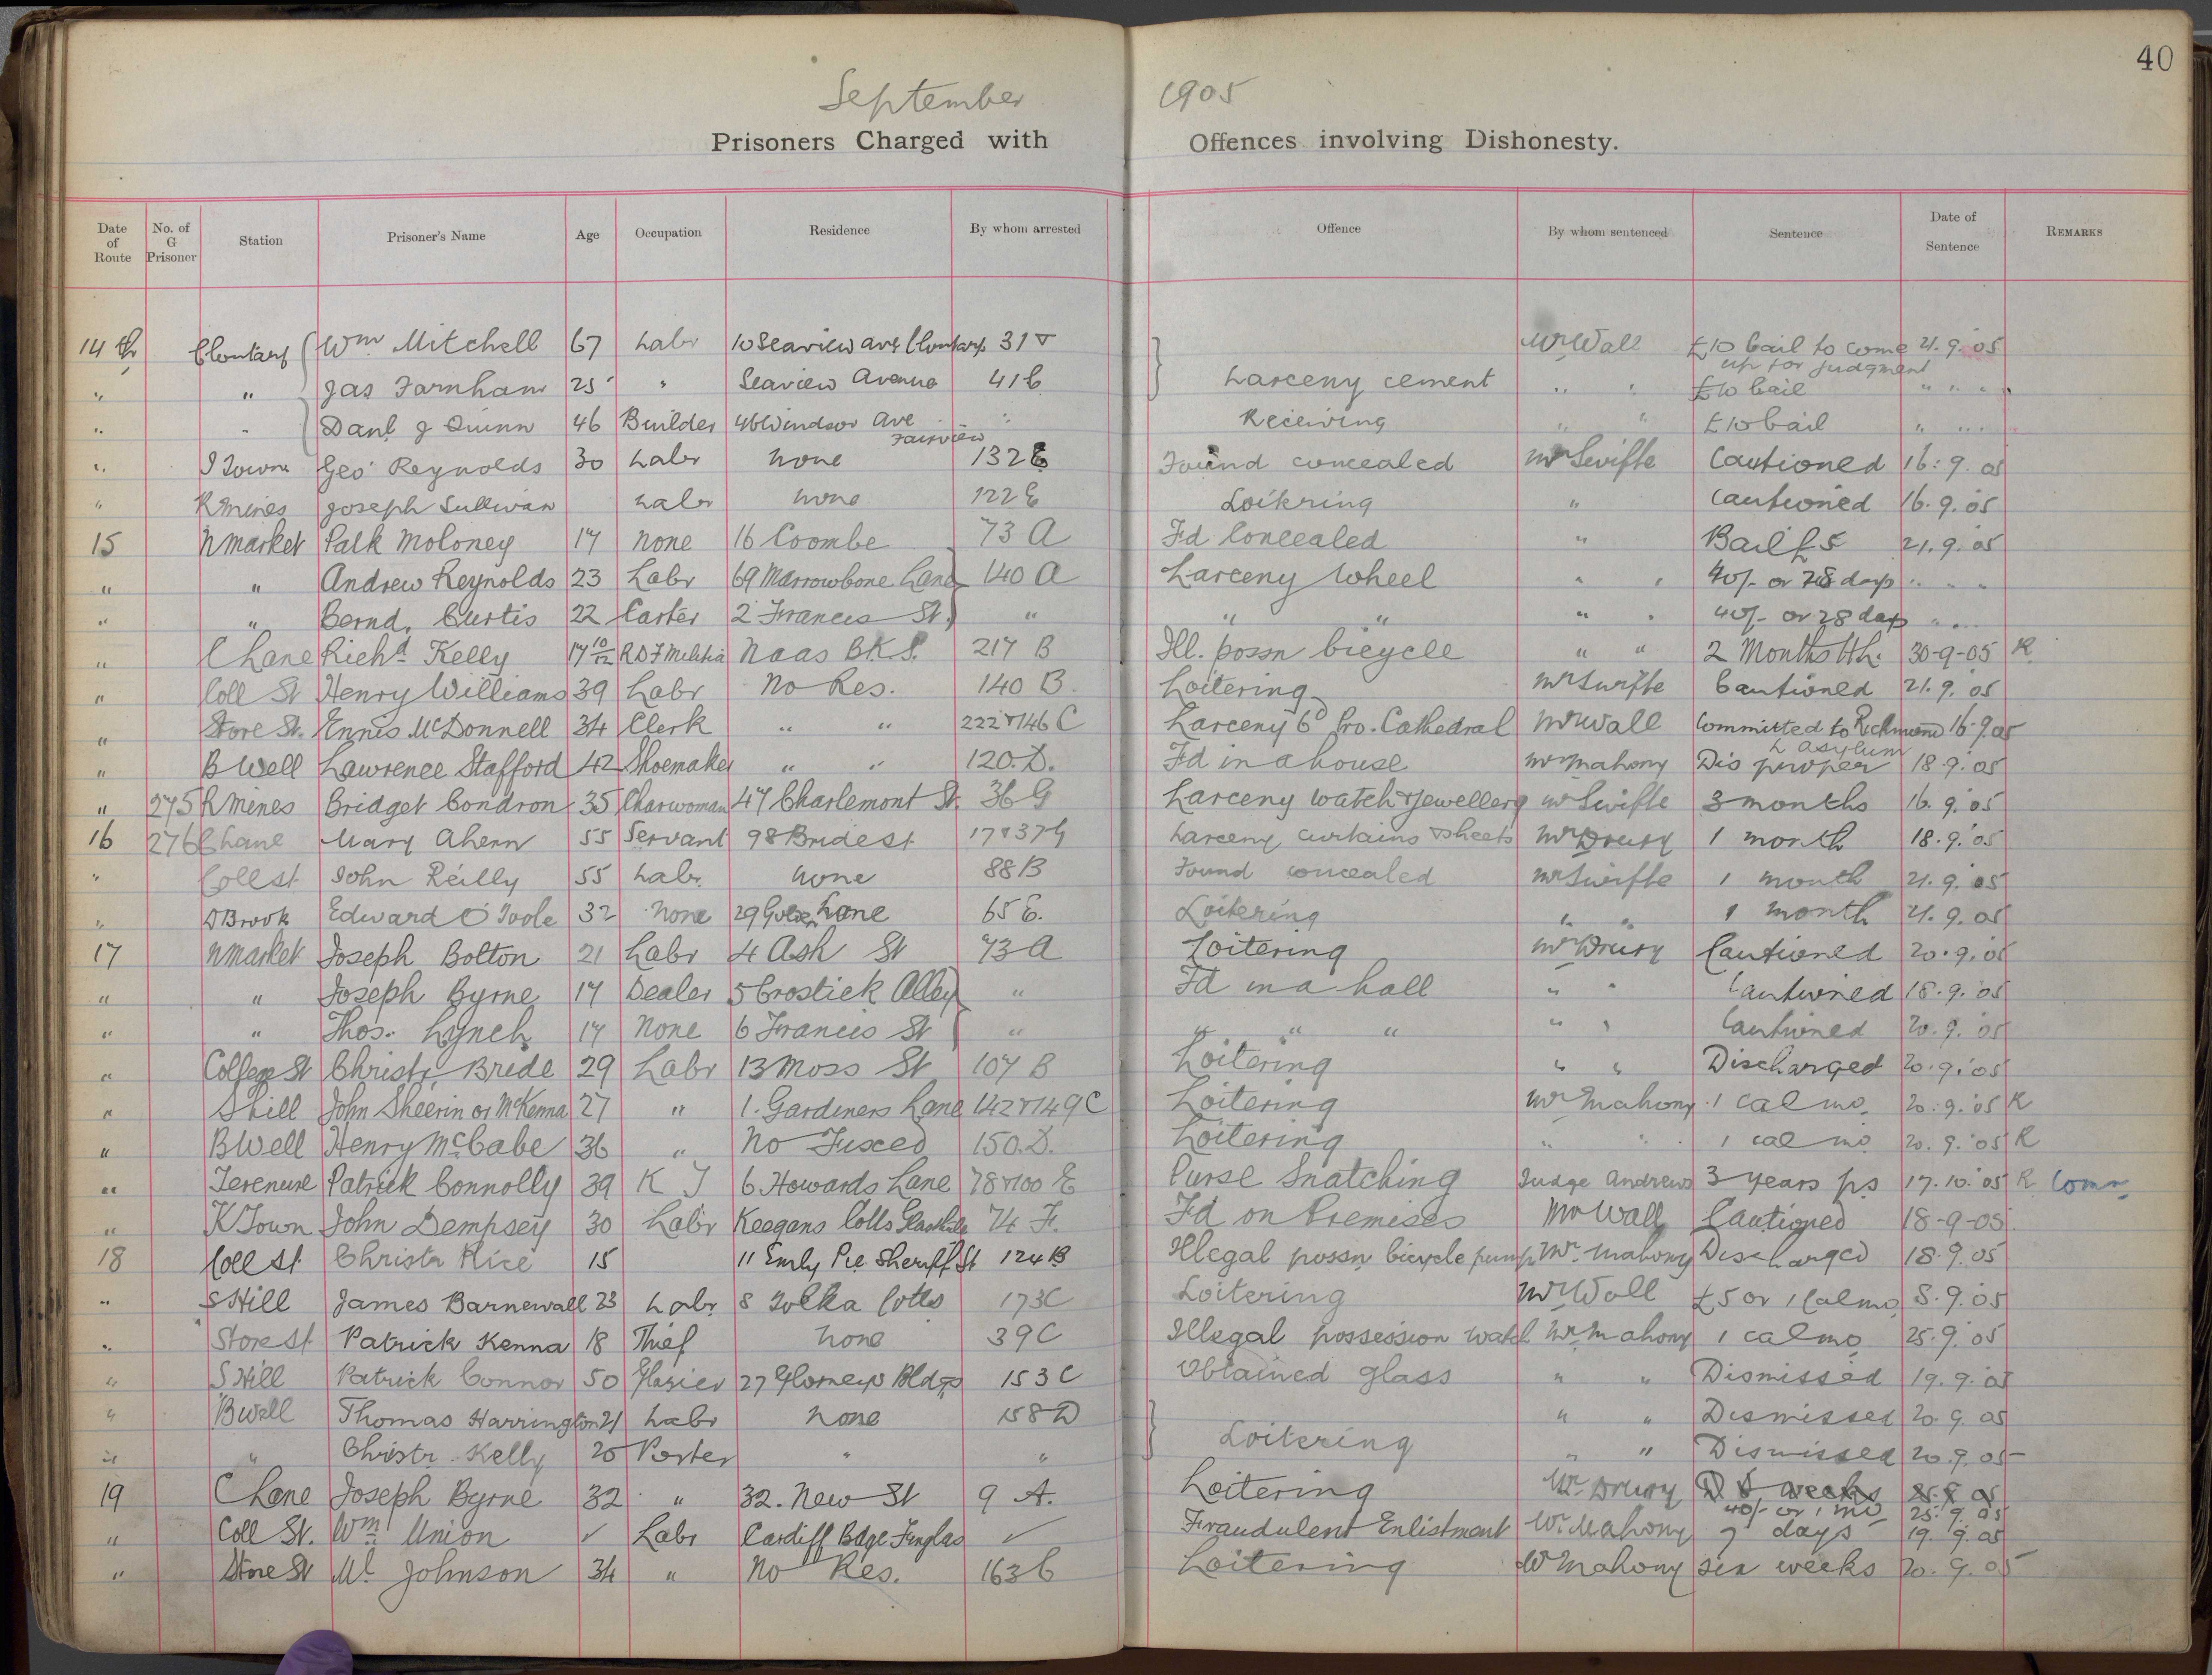 40
September 1905
Prisoners Charged with Offences involving Dishonesty.
Date of Route No. of G Prisoner Station Prisoner's Name Age Occupation Residence By whom arrested Offence By whom sentenced Sentence Date of Sentence REMARKS
14th Clontarf Wm Mitchell 67 Labr 10 Seaview Ave Clontarf 31 Mr Wall £10 bail to come up for judgment 21.9.05
" " Jas Farnham 25 " Seaview Avenue 41 Larceny cement " " £10 bail " " "
" " Danl J Quinn 46 Builder 46 Windsor Ave Fairview " Receiving " " £10 bail " " "
" Geo Reynolds 30 Labr None 132 E Found concealed Mr Swifte Cautioned 16.9.05
" Rmines Joseph Sullivan Labr None 122 E Loitering " Cautioned 16.9.05
15 Nmarket Patk Moloney 17 None 16 Coombe 73 A Fd Concealed " Bail £5 21.9.05
" " Andrew Reynolds 23 Labr 69 Marrowbone Lane 140 A Larceny Wheel " " 40/- or 28 days " " "
" " Bernd. Curtis 22 Carter 2 Francis St. " " " " " 40/- or 28 days " " "
" C Lane Richd Kelly 17 10/12 R.D.F Militia Naas BKS. 217 B Ill. possn bicycle " " 2 Months Hh. 30-9-05 R
" Coll St Henry Williams 39 Labr No Res. 140 B. Loitering Mr Swifte Cautioned 21.9.05
" Store St. Ennis McDonnell 34 Clerk " " 222 & 146 C Larceny 6d Pro. Cathedral Mr Wall Committed to Richmond L asylum 16.9.05
" B Well Lawrence Stafford 42 Shoemaker " " 120.D. Fd in a house Mr Mahony Dis proper 18.9.05
" 275 Rmines Bridget Condron 35 Charwoman 47 Charlemont St. 36 G Larceny watch & jewellery Mr Swifte 3 months 16.9.05
16 276 C Lane Mary Ahern 55 Servant 98 Bride St 17 & 37 G Larceny curtains & sheets Mr Drury 1 month 18.9.05
" Coll St. John Reilly 55 Labr. None 88 B Found concealed Mr Swifte 1 month 21.9.05
" D Brook Edward O'Toole 32 None 29 Lane 65 E. Loitering " " 1 month 21.9.05
17 Nmarket Joseph Bolton 21 Labr 4 Ash St 73 A Loitering Mr Drury Cautioned 20.9.05
" " Joseph Byrne 17 Dealer 5 Crostick Alley " Fd in a hall " " Cautioned 18.9.05
" " Thos. Lynch 17 None 6 Francis St " " " " " " Cautioned 20.9.05
" College St Christr Bride 29 Labr 13 Moss St 107 B Loitering " " Discharged 20.9.05
" S Hill John Sheerin or McKenna 27 " 1. Gardiners Lane 142 & 149 C Loitering Mr Mahony 1 cal mo. 20.9.05 R
" B Well Henry McCabe 36 " No Fixed 150.D. Loitering " " 1 cal mo 20.9.05 R
" Terenure Patrick Connolly 39 K J 6 Howards Lane 78 & 100 E Purse Snatching Judge Andrews 3 years ps 17.10.05 R
" K Town John Dempsey 30 Labr Keegans Cotts 74 F. Fd on Premises Mr Wall Cautioned 18-9-05
18 Coll St. Christr Rice 15 11 Emly Pce Sheriff St 124 B Illegal possn bicycle pump Mr. Mahony Discharged 18.9.05
" S Hill James Barnewall 23 Labr 8 Tolka Cotts 173 C Loitering Mr Wall £5 or 1 Cal mo 8.9.05
" Store St Patrick Kenna 18 Thief None 39 C Illegal possession watch Mr Mahony 1 cal mo 25.9.05
" S Hill Patrick Connor 50 Glazier 27 Bldgs 153 C Obtained glass " " Dismissed 19.9.05
" B Well Thomas Harrington 21 Labr None 158 D " " Dismissed 20.9.05
" " Christr. Kelly 20 Porter " " Loitering " " Dismissed 20.9.05
19 C Lane Joseph Byrne 32 " 32. New St 9 A. Loitering Mr Drury 40/- or 1 mo 25.9.05
" Coll St. Wm Union ✓ Labr Cardiff Bdge Finglas ✓ Fraudulent Enlistment Mr Mahony 7 days 19.9.05
" Store St Ml Johnson 34 " No Res. 163 C Loitering Mr Mahony six weeks 20.9.05